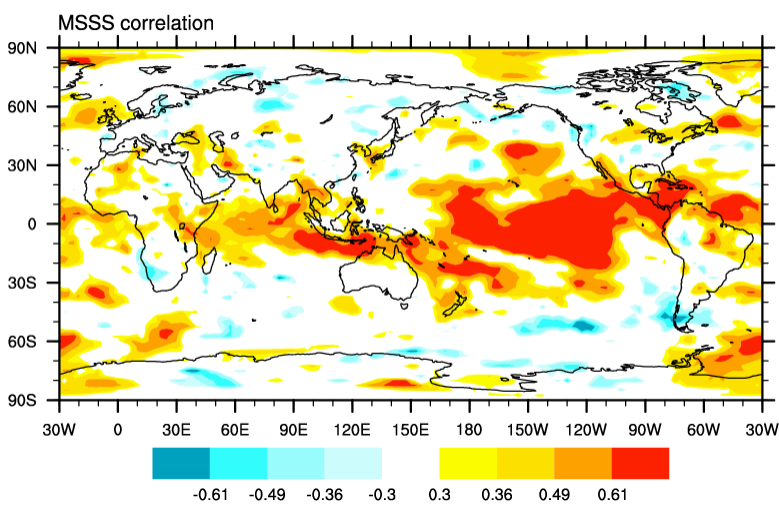 MSSS correlation
90N
60N
30N
0
30S
60S
90S
30W 0 30E 60E 90E 120E 150E 180 150W 120W 90W 60W 30W
-0.61 -0.49 -0.36 -0.3 0.3 0.36 0.49 0.61